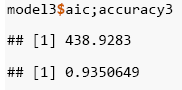 model3$aic;accuracy3
## [1] 438.9283
## [1] 0.9350649